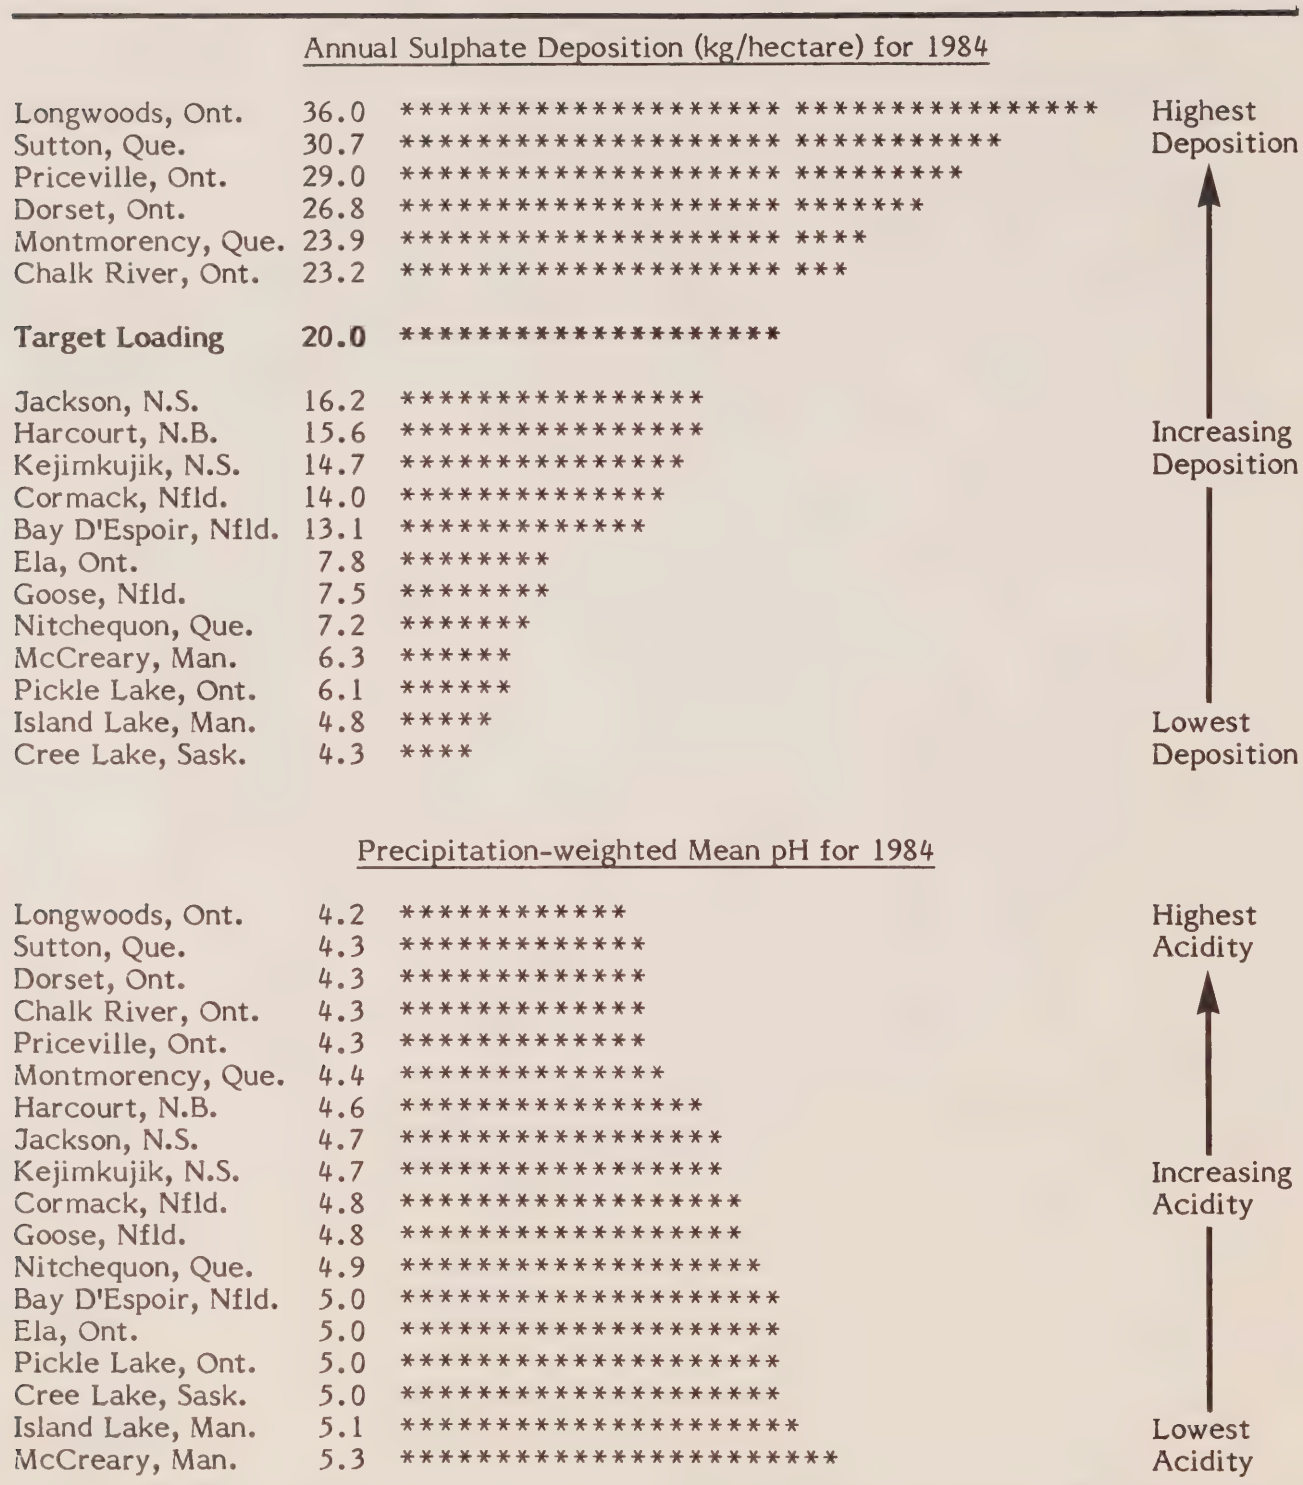 Annual Sulphate Deposition (kg/hectare) for 1984
Longwoods, Ont. 36.0 ******************** **************** Highest
Sutton, Que. 30.7 ******************** *********** Deposition
Priceville, Ont. 29.0 ******************** *********
Dorset, Ont. 26.8 ******************** *******
Montmorency, Que. 23.9 ******************** ****
Chalk River, Ont. 23.2 ******************** ***
Target Loading 20.0 ********************
Jackson, N.S. 16.2 ****************
Harcourt, N.B. 15.6 **************** Increasing
Kejimkujik, N.S. 14.7 *************** Deposition
Cormack, Nfld. 14.0 **************
Bay D'Espoir, Nfld. 13.1 *************
Ela, Ont. 7.8 ********
Goose, Nfld. 7.5 ********
Nitchequon, Que. 7.2 *******
McCreary, Man. 6.3 ******
Pickle Lake, Ont. 6.1 ******
Island Lake, Man. 4.8 ***** Lowest
Cree Lake, Sask. 4.3 **** Deposition
Precipitation-weighted Mean pH for 1984
Longwoods, Ont. 4.2 ************ Highest
Sutton, Que. 4.3 ************* Acidity
Dorset, Ont. 4.3 *************
Chalk River, Ont. 4.3 *************
Priceville, Ont. 4.3 *************
Montmorency, Que. 4.4 **************
Harcourt, N.B. 4.6 ****************
Jackson, N.S. 4.7 *****************
Kejimkujik, N.S. 4.7 ***************** Increasing
Cormack, Nfld. 4.8 ****************** Acidity
Goose, Nfld. 4.8 ******************
Nitchequon, Que. 4.9 *******************
Bay D'Espoir, Nfld. 5.0 ********************
Ela, Ont. 5.0 ********************
Pickle Lake, Ont. 5.0 ********************
Cree Lake, Sask. 5.0 ********************
Island Lake, Man. 5.1 ********************* Lowest
McCreary, Man. 5.3 *********************** Acidity